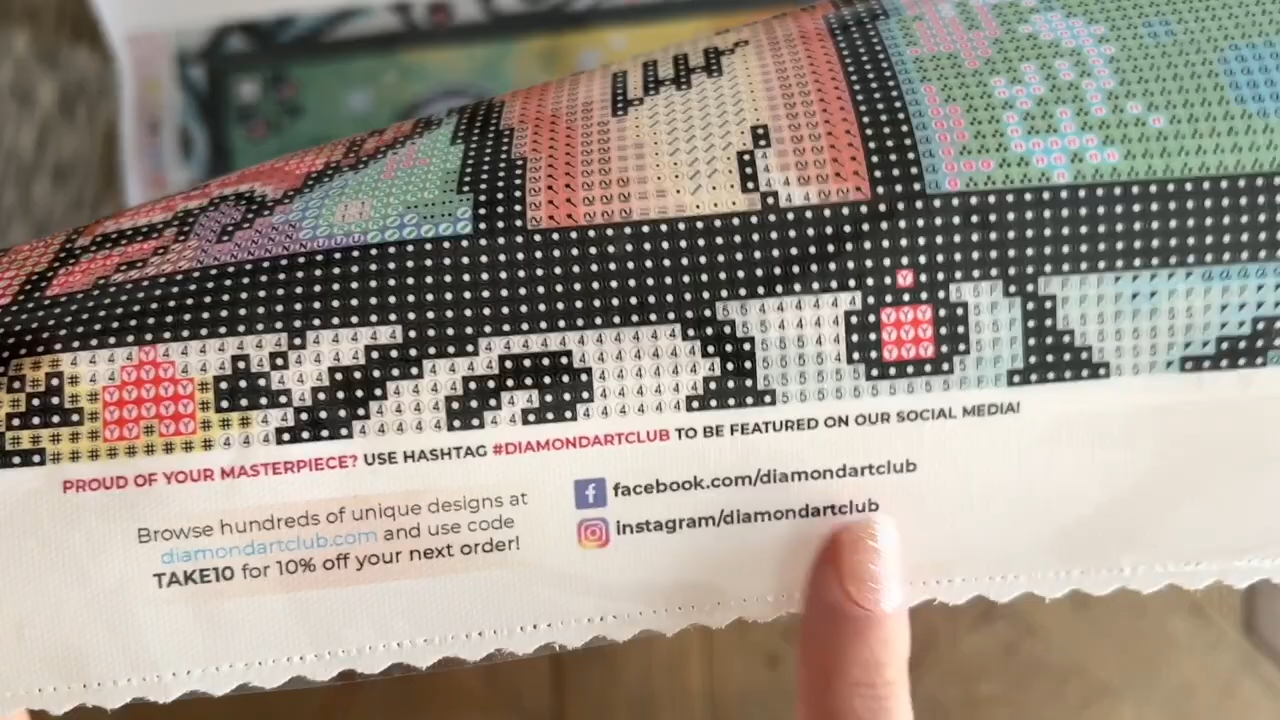 PROUD OF YOUR MASTERPIECE? USE HASHTAG #DIAMONDARTCLUB TO BE FEATURED ON OUR SOCIAL MEDIA!
Browse hundreds of unique designs at
diamondartclub.com and use code
TAKE10 for 10% off your next order!
facebook.com/diamondartclub
instagram/diamondartclub